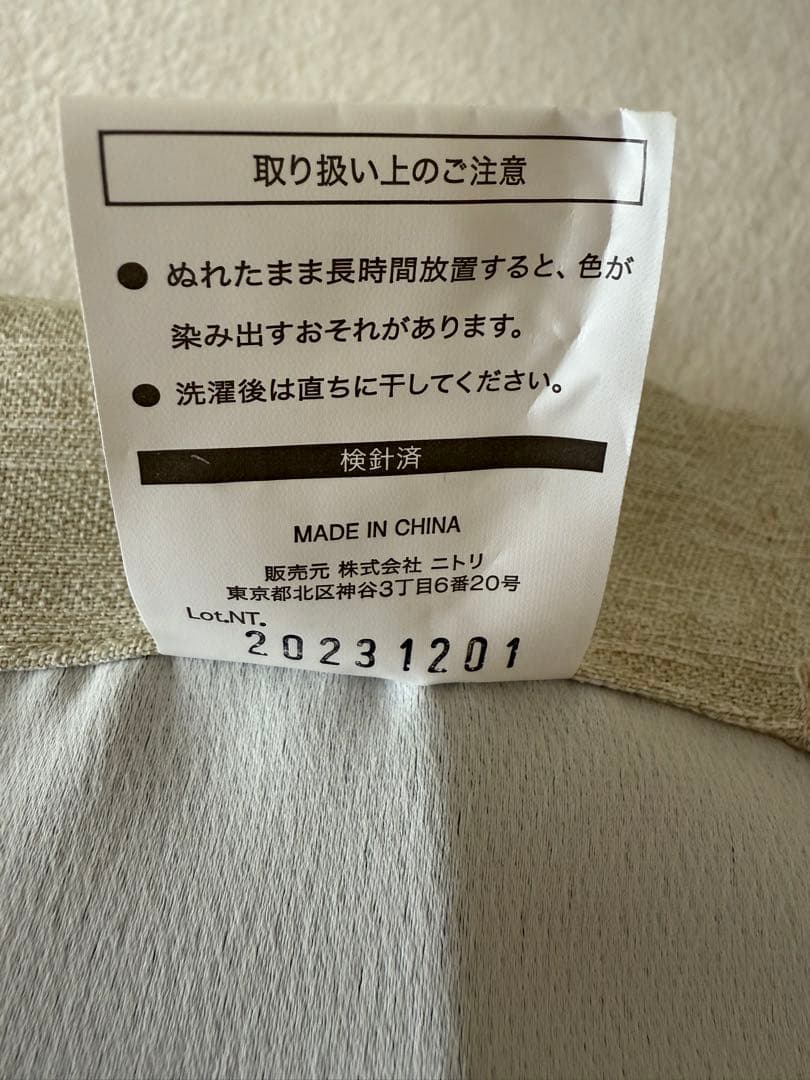 取り扱い上のご注意
● ぬれたまま長時間放置すると、色が
染み出すおそれがあります。
● 洗濯後は直ちに干してください。
検針済
MADE IN CHINA
販売元 株式会社 ニトリ
東京都北区神谷3丁目6番20号
Lot.NT.
20231201